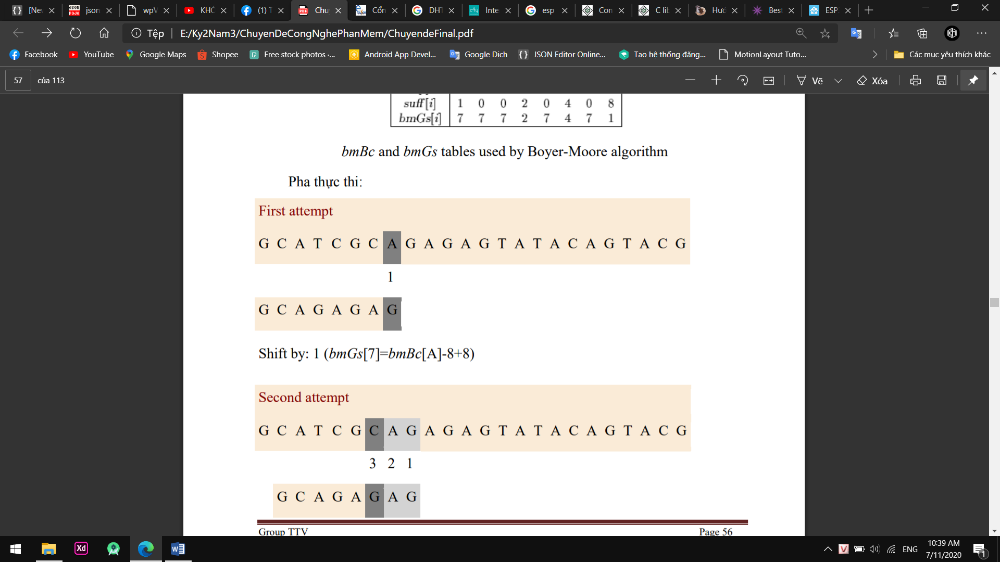 [Nev
json
wpV
KHÓ
(1) T
Chu
Cổn
DHT
Inte
esp
Con
C lib
Hướ
Best
ESP
Tệp
E:/Ky2Nam3/ChuyenDeCongNghePhanMem/ChuyendeFinal.pdf
Facebook
YouTube
Google Maps
Shopee
Free stock photos ·...
Android App Devel...
Google Dịch
JSON Editor Online...
Tạo hệ thống đăng...
MotionLayout Tuto...
Các mục yêu thích khác
57 của 113
Vẽ
Xóa
suff[i] 1 0 0 2 0 4 0 8
bmGs[i] 7 7 7 2 7 4 7 1
bmBc and bmGs tables used by Boyer-Moore algorithm
Pha thực thi:
First attempt
G C A T C G C A G A G A G T A T A C A G T A C G
1
G C A G A G A G
Shift by: 1 (bmGs[7]=bmBc[A]-8+8)
Second attempt
G C A T C G C A G A G A G T A T A C A G T A C G
3 2 1
G C A G A G A G
Group TTV
Page 56
Xd
ENG
10:39 AM
7/11/2020
1